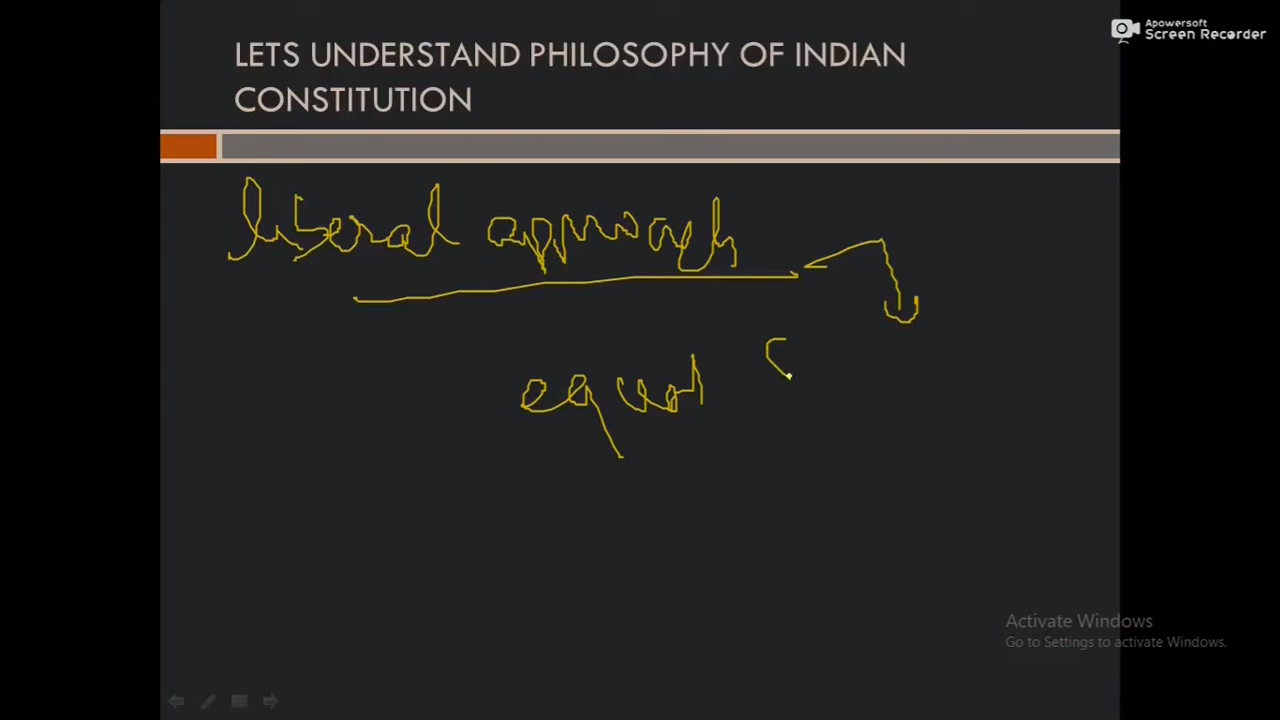 Apowersoft
Screen Recorder
LETS UNDERSTAND PHILOSOPHY OF INDIAN
CONSTITUTION
liberal approach
equal
Activate Windows
Go to Settings to activate Windows.